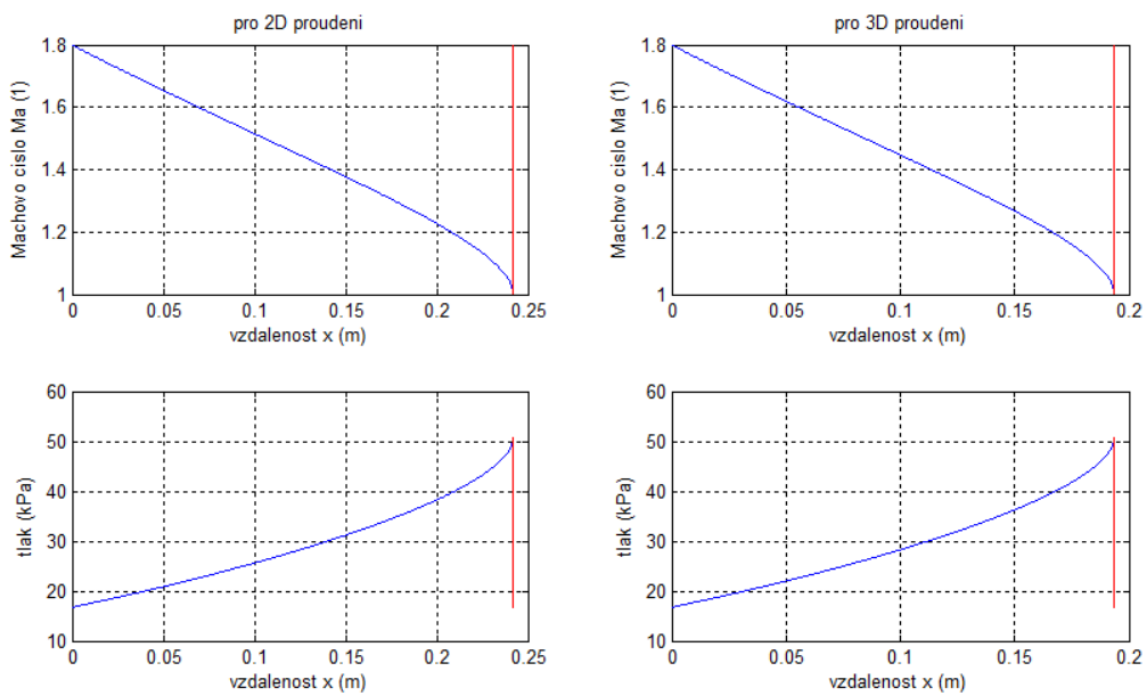 pro 2D proudeni
Machovo cislo Ma (1)
1.8
1.6
1.4
1.2
1
0 0.05 0.1 0.15 0.2 0.25
vzdalenost x (m)
pro 3D proudeni
Machovo cislo Ma (1)
1.8
1.6
1.4
1.2
1
0 0.05 0.1 0.15 0.2
vzdalenost x (m)
tlak (kPa)
60
50
40
30
20
10
0 0.05 0.1 0.15 0.2 0.25
vzdalenost x (m)
tlak (kPa)
60
50
40
30
20
10
0 0.05 0.1 0.15 0.2
vzdalenost x (m)